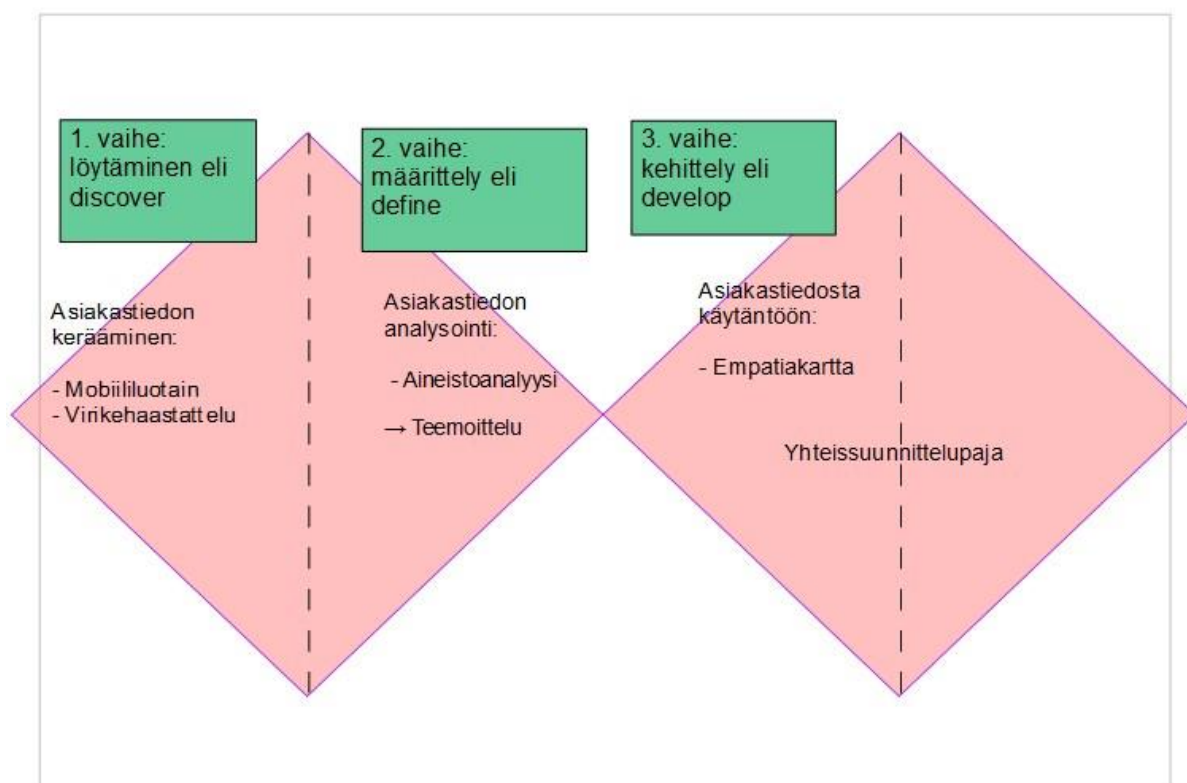 1. vaihe:
löytäminen eli
discover
2. vaihe:
määrittely eli
define
3. vaihe:
kehittely eli
develop
Asiakastiedon
kerääminen:
- Mobiililuotain
- Virikehaastattelu
Asiakastiedon
analysointi:
- Aineistoanalyysi
→ Teemoittelu
Asiakastiedosta
käytäntöön:
- Empatiakartta
Yhteissuunnittelupaja